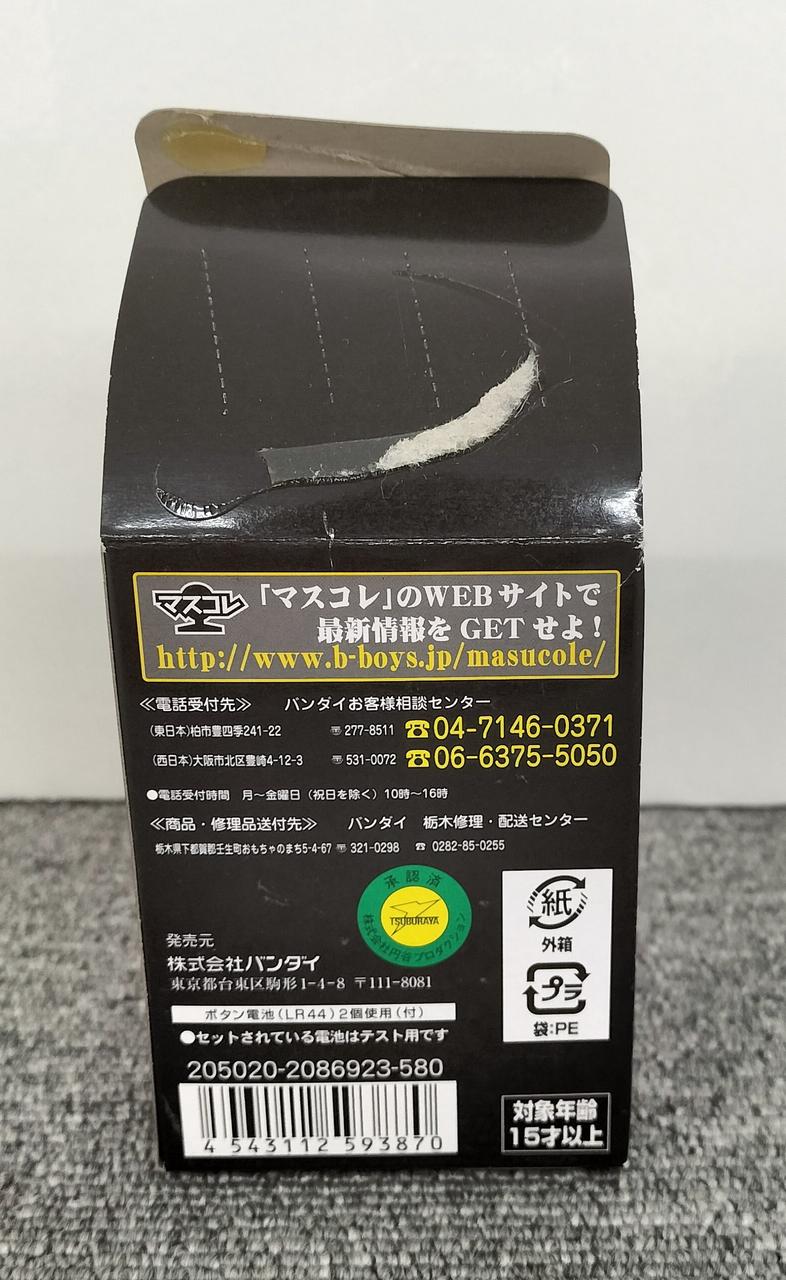 マスコレ
「マスコレ」のWEBサイトで
最新情報を GET せよ!
http://www.b-boys.jp/masucole/
≪電話受付先≫ バンダイお客様相談センター
(東日本)柏市豊四季241-22 〠 277-8511 ☎04-7146-0371
(西日本)大阪市北区豊崎4-12-3 〠 531-0072 ☎06-6375-5050
●電話受付時間 月〜金曜日(祝日を除く)10時〜16時
≪商品・修理品送付先≫ バンダイ 栃木修理・配送センター
栃木県下都賀郡壬生町おもちゃのまち5-4-67 〠 321-0298 ☎ 0282-85-0255
承認済
TSUBURAYA
株式会社円谷プロダクション
紙
外箱
プラ
袋:PE
発売元
株式会社バンダイ
東京都台東区駒形1-4-8 〒111-8081
ボタン電池(LR44)2個使用(付)
●セットされている電池はテスト用です
205020-2086923-580
4 543112 593870
対象年齢
15才以上